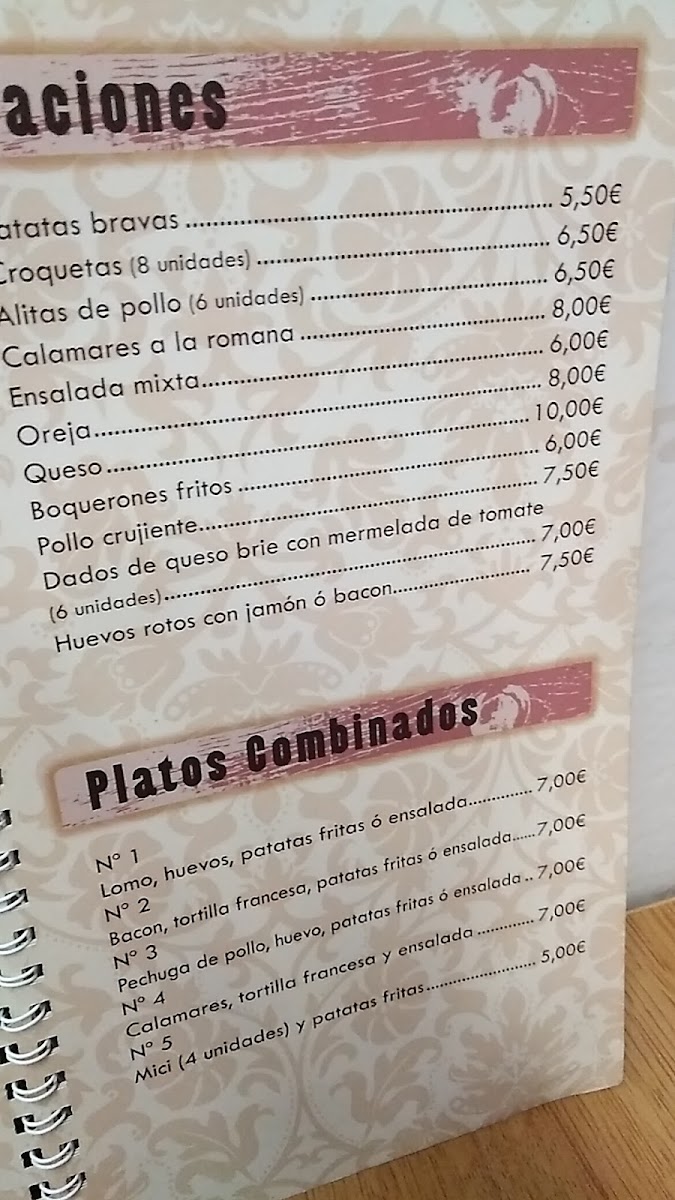 aciones
atatas bravas ........ 5,50€
Croquetas (8 unidades) ........ 6,50€
Alitas de pollo (6 unidades) ........ 6,50€
Calamares a la romana ........ 8,00€
Ensalada mixta ........ 6,00€
Oreja ........ 8,00€
Queso ........ 10,00€
Boquerones fritos ........ 6,00€
Pollo crujiente ........ 7,50€
Dados de queso brie con mermelada de tomate
(6 unidades) ........ 7,00€
Huevos rotos con jamón ó bacon ........ 7,50€
Platos Combinados
Nº 1
Lomo, huevos, patatas fritas ó ensalada ........ 7,00€
Nº 2
Bacon, tortilla francesa, patatas fritas ó ensalada ...... 7,00€
Nº 3
Pechuga de pollo, huevo, patatas fritas ó ensalada .. 7,00€
Nº 4
Calamares, tortilla francesa y ensalada ........ 7,00€
Nº 5
Mici (4 unidades) y patatas fritas ........ 5,00€